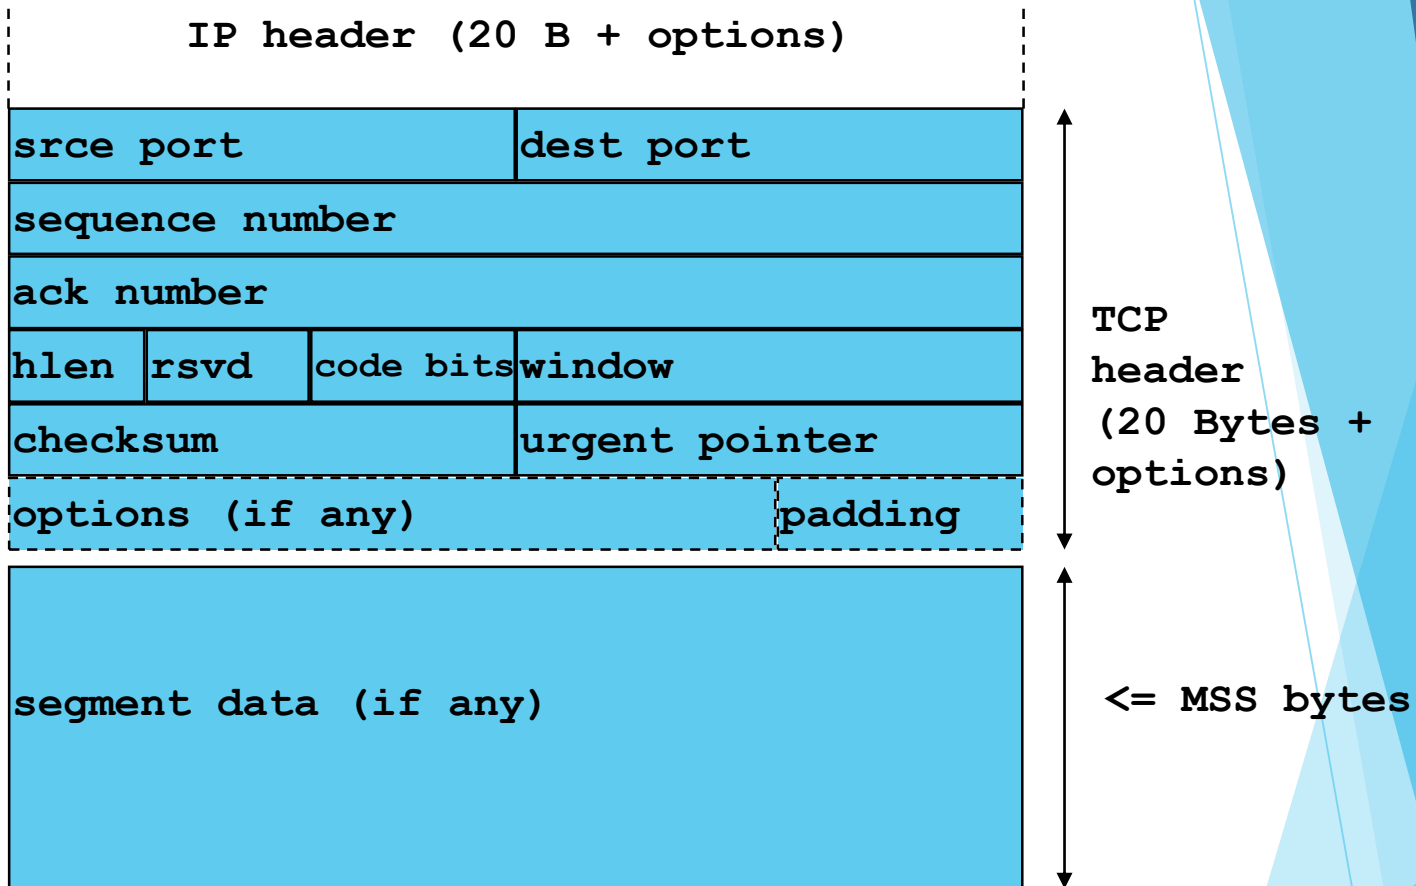 IP header (20 B + options)
srce port dest port
sequence number
ack number
hlen rsvd code bits window
checksum urgent pointer
options (if any) padding
TCP
header
(20 Bytes +
options)
segment data (if any)
<= MSS bytes